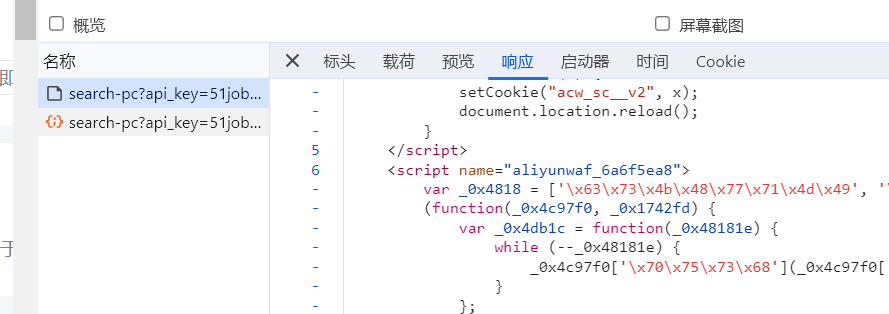 概览
屏幕截图
名称
标头 载荷 预览 响应 启动器 时间 Cookie
search-pc?api_key=51job...
search-pc?api_key=51job...
- setCookie("acw_sc__v2", x);
- document.location.reload();
- }
5 </script>
6 <script name="aliyunwaf_6a6f5ea8">
- var _0x4818 = ['\x63\x73\x4b\x48\x77\x71\x4d\x49', '\
- (function(_0x4c97f0, _0x1742fd) {
- var _0x4db1c = function(_0x48181e) {
- while (--_0x48181e) {
- _0x4c97f0['\x70\x75\x73\x68'](_0x4c97f0[
- }
- };